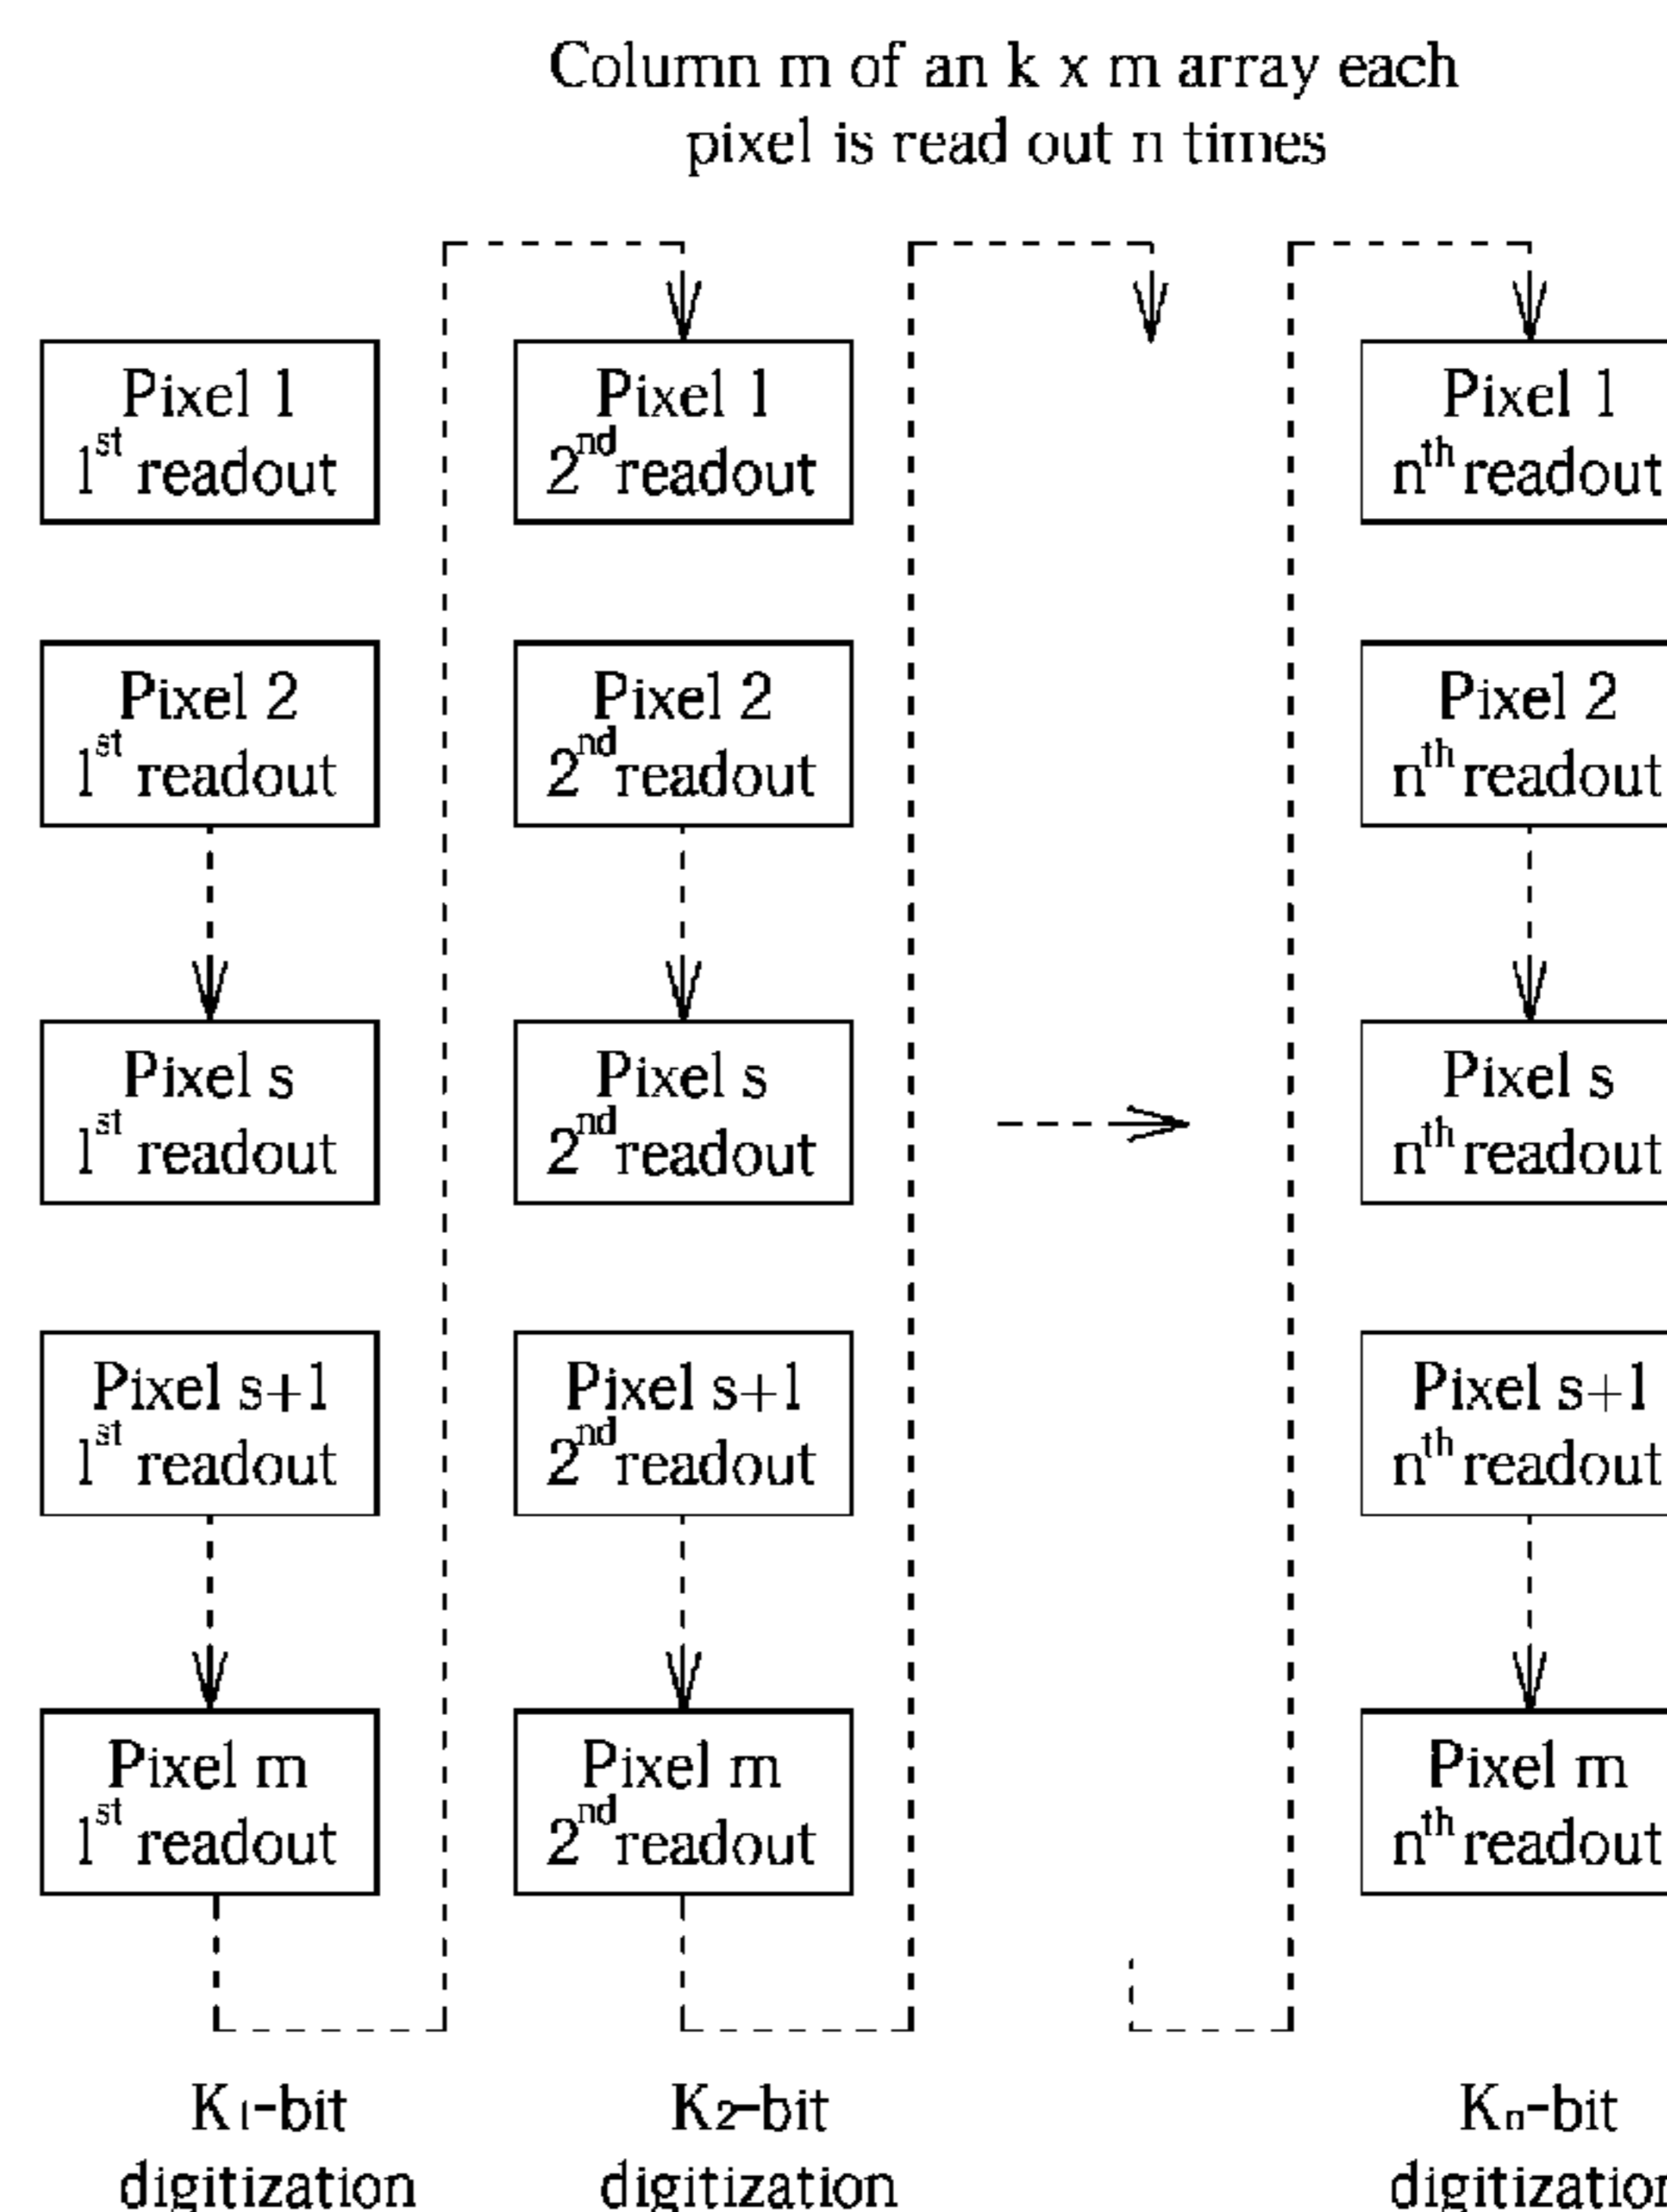 Column m of an k x m array each
pixel is read out n times
Pixel 1
1st readout
Pixel 2
1st readout
Pixel s
1st readout
Pixel s+1
1st readout
Pixel m
1st readout
K1-bit
digitization
Pixel 1
2nd readout
Pixel 2
2nd readout
Pixel s
2nd readout
Pixel s+1
2nd readout
Pixel m
2nd readout
K2-bit
digitization
Pixel 1
nth readout
Pixel 2
nth readout
Pixel s
nth readout
Pixel s+1
nth readout
Pixel m
nth readout
Kn-bit
digitization